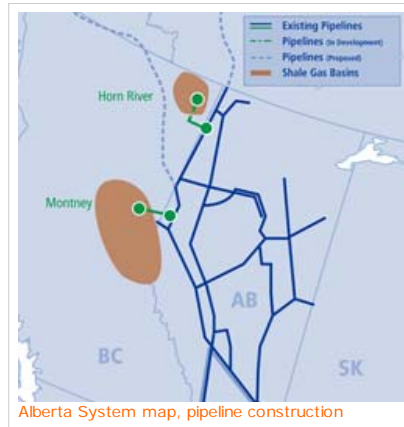 Existing Pipelines
Pipelines (In Development)
Pipelines (Proposed)
Shale Gas Basins
Horn River
Montney
AB
BC
SK
Alberta System map, pipeline construction